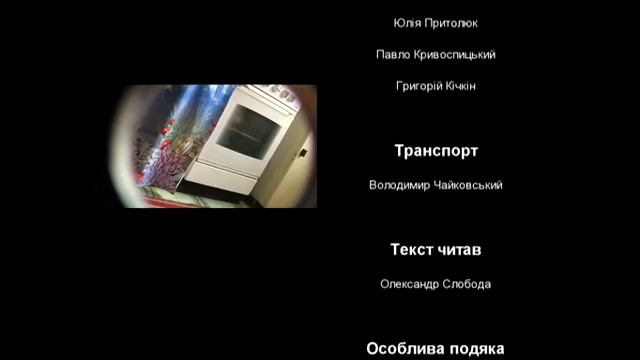 Юлія Притолюк
Павло Кривоспицький
Григорій Кічкін
Транспорт
Володимир Чайковський
Текст читав
Олександр Слобода
Особлива подяка